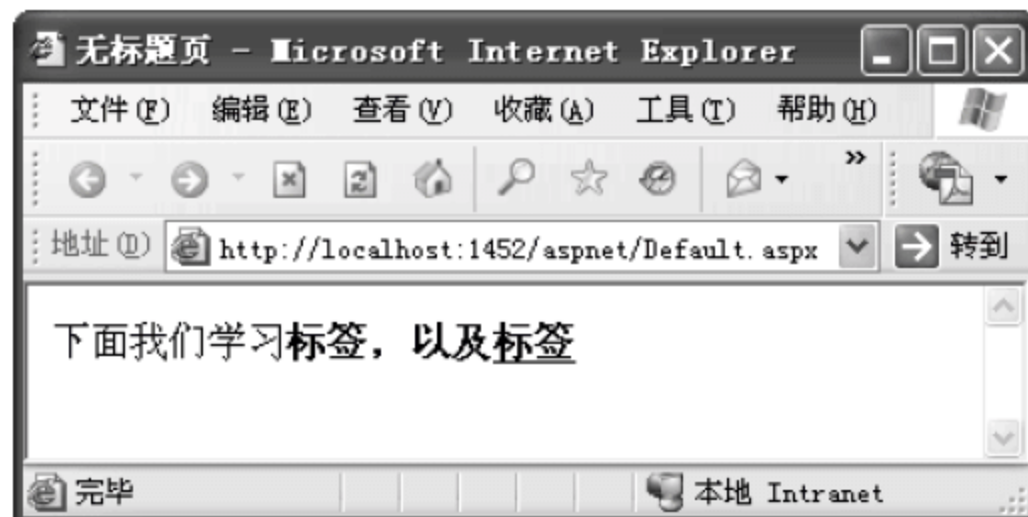 无标题页 - Microsoft Internet Explorer
文件(F) 编辑(E) 查看(V) 收藏(A) 工具(T) 帮助(H)
»
地址(D) http://localhost:1452/aspnet/Default.aspx 转到
下面我们学习标签，以及标签
完毕 本地 Intranet